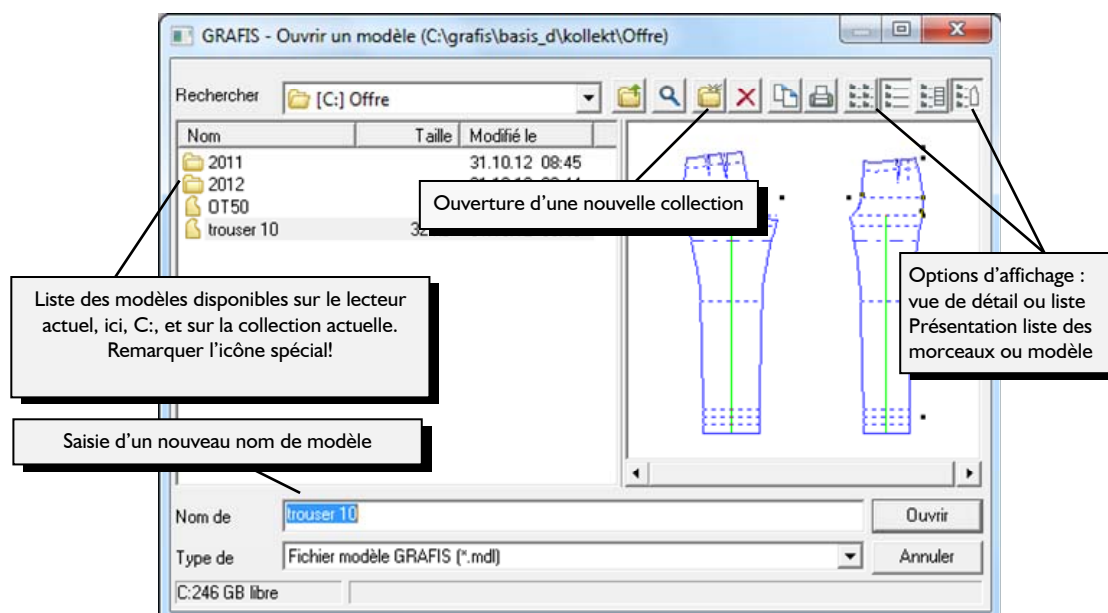 GRAFIS - Ouvrir un modèle (C:\grafis\basis_d\kollekt\Offre)
Rechercher [C:] Offre
Nom Taille Modifié le
2011 31.10.12 08:45
2012
OT50
trouser 10 32
Ouverture d'une nouvelle collection
Options d'affichage :
vue de détail ou liste
Présentation liste des
morceaux ou modèle
Liste des modèles disponibles sur le lecteur
actuel, ici, C:, et sur la collection actuelle.
Remarquer l'icône spécial!
Saisie d'un nouveau nom de modèle
Nom de trouser 10 Ouvrir
Type de Fichier modèle GRAFIS (*.mdl) Annuler
C:246 GB libre